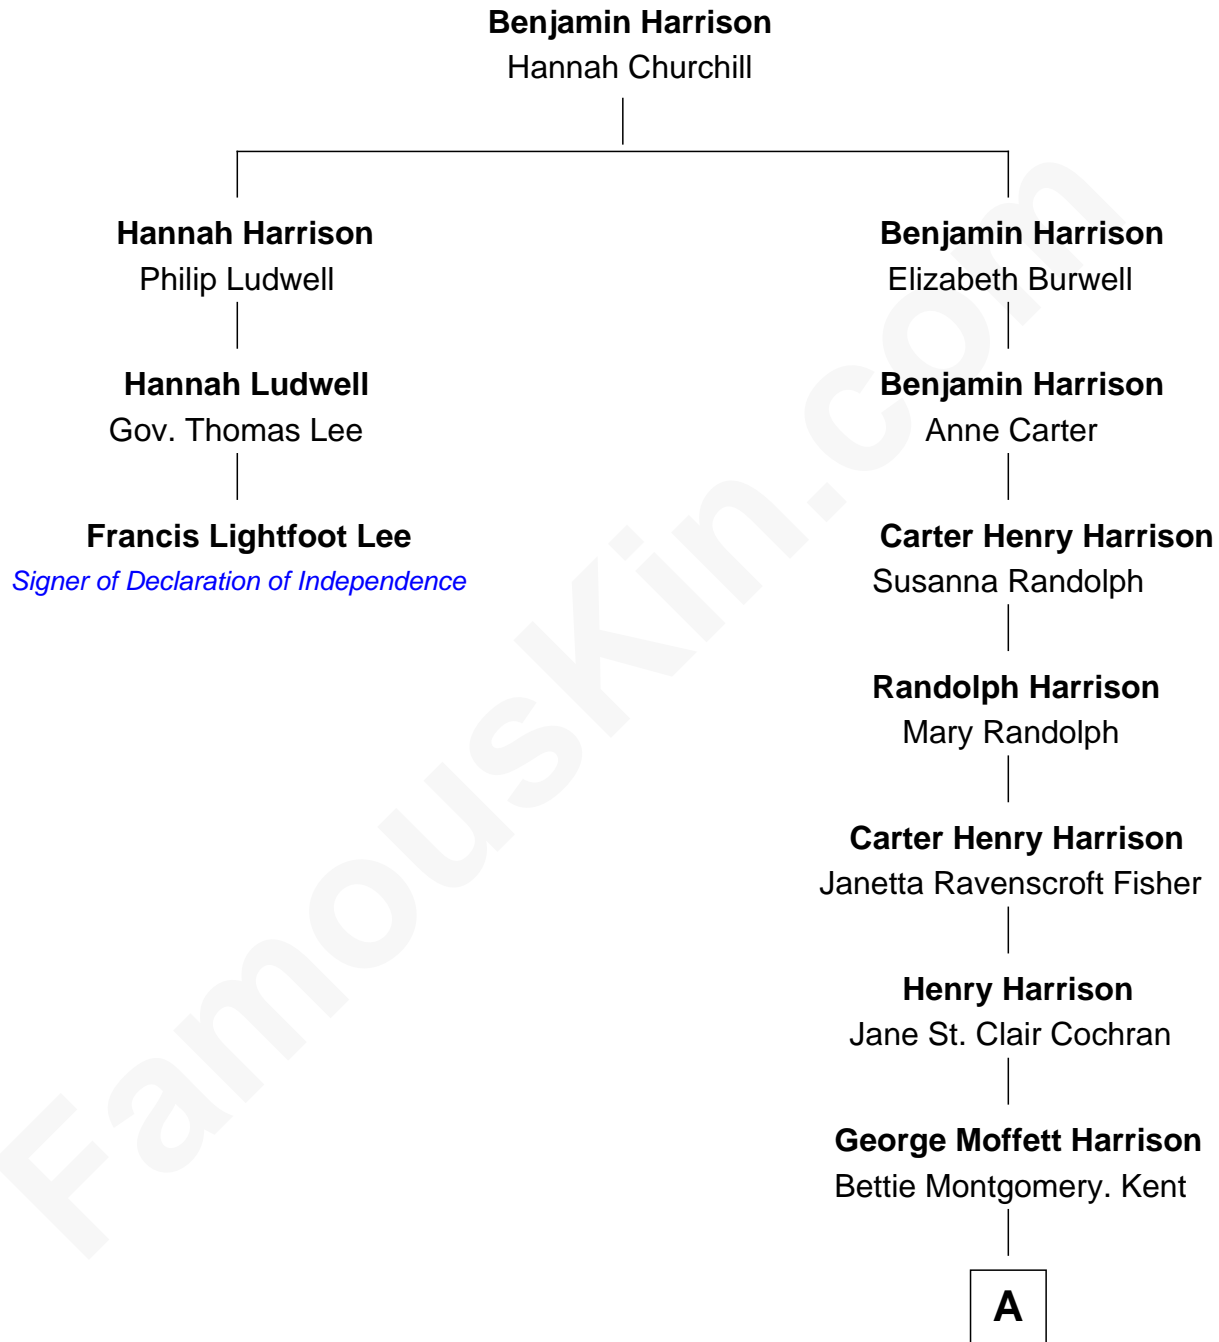 Benjamin Harrison
Hannah Churchill
Hannah Harrison
Philip Ludwell
Benjamin Harrison
Elizabeth Burwell
Hannah Ludwell
Gov. Thomas Lee
Benjamin Harrison
Anne Carter
Francis Lightfoot Lee
Signer of Declaration of Independence
Carter Henry Harrison
Susanna Randolph
Randolph Harrison
Mary Randolph
Carter Henry Harrison
Janetta Ravenscroft Fisher
Henry Harrison
Jane St. Clair Cochran
George Moffett Harrison
Bettie Montgomery. Kent
A
FamousKin.com